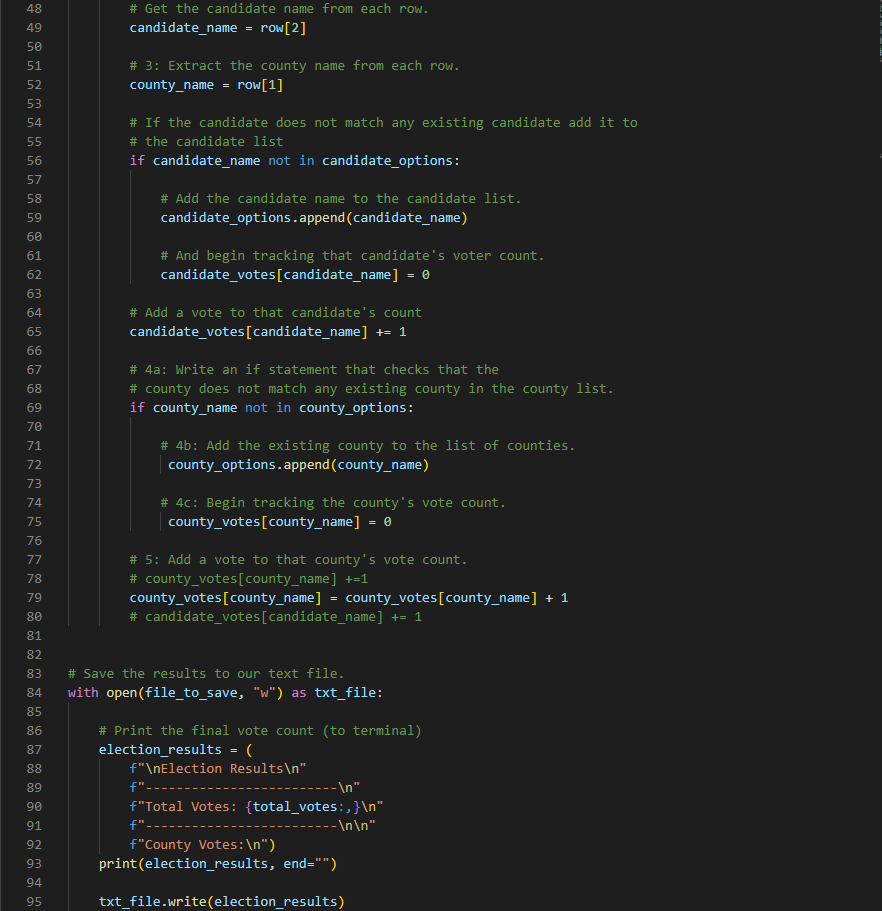 48 # Get the candidate name from each row.
49 candidate_name = row[2]
50
51 # 3: Extract the county name from each row.
52 county_name = row[1]
53
54 # If the candidate does not match any existing candidate add it to
55 # the candidate list
56 if candidate_name not in candidate_options:
57
58 # Add the candidate name to the candidate list.
59 candidate_options.append(candidate_name)
60
61 # And begin tracking that candidate's voter count.
62 candidate_votes[candidate_name] = 0
63
64 # Add a vote to that candidate's count
65 candidate_votes[candidate_name] += 1
66
67 # 4a: Write an if statement that checks that the
68 # county does not match any existing county in the county list.
69 if county_name not in county_options:
70
71 # 4b: Add the existing county to the list of counties.
72 county_options.append(county_name)
73
74 # 4c: Begin tracking the county's vote count.
75 county_votes[county_name] = 0
76
77 # 5: Add a vote to that county's vote count.
78 # county_votes[county_name] +=1
79 county_votes[county_name] = county_votes[county_name] + 1
80 # candidate_votes[candidate_name] += 1
81
82
83 # Save the results to our text file.
84 with open(file_to_save, "w") as txt_file:
85
86 # Print the final vote count (to terminal)
87 election_results = (
88 f"\nElection Results\n"
89 f"-------------------------\n"
90 f"Total Votes: {total_votes:,}\n"
91 f"-------------------------\n\n"
92 f"County Votes:\n")
93 print(election_results, end="")
94
95 txt_file.write(election_results)